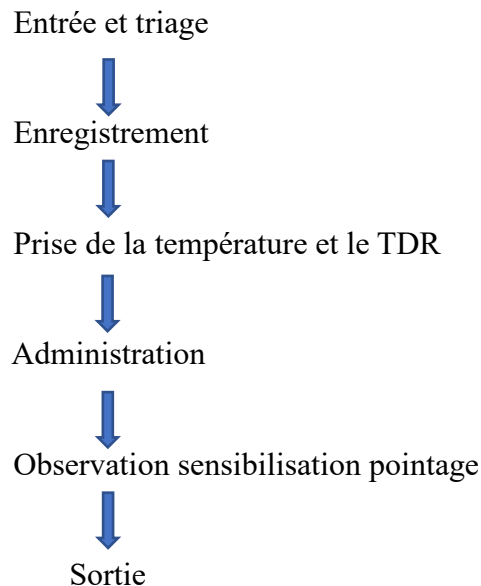 Entrée et triage
Enregistrement
Prise de la température et le TDR
Administration
Observation sensibilisation pointage
Sortie